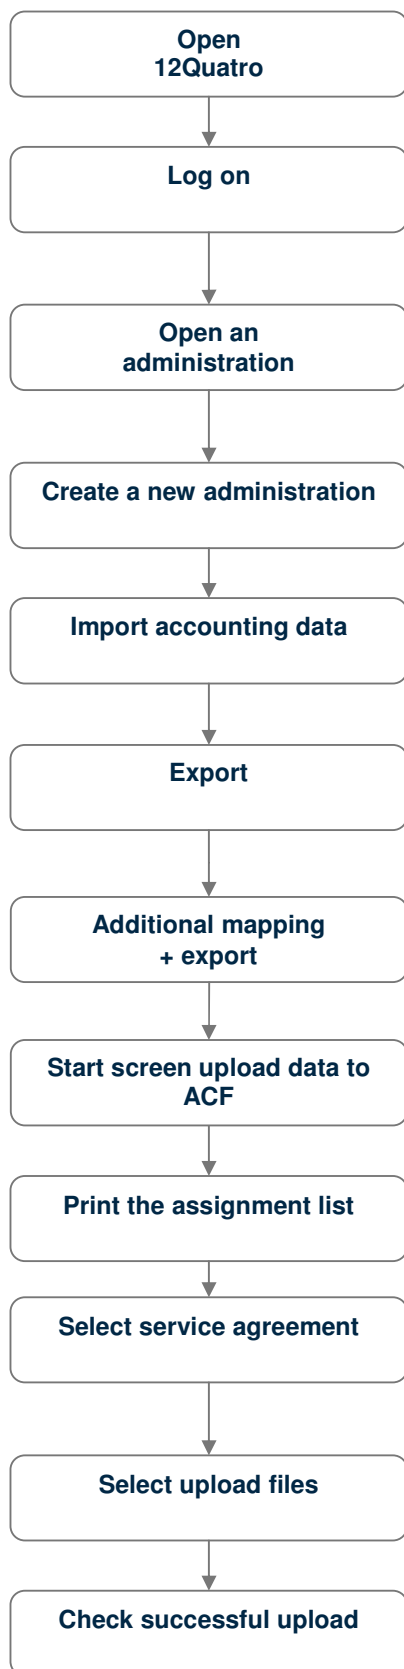 Open
12Quatro
Log on
Open an
administration
Create a new administration
Import accounting data
Export
Additional mapping
+ export
Start screen upload data to
ACF
Print the assignment list
Select service agreement
Select upload files
Check successful upload